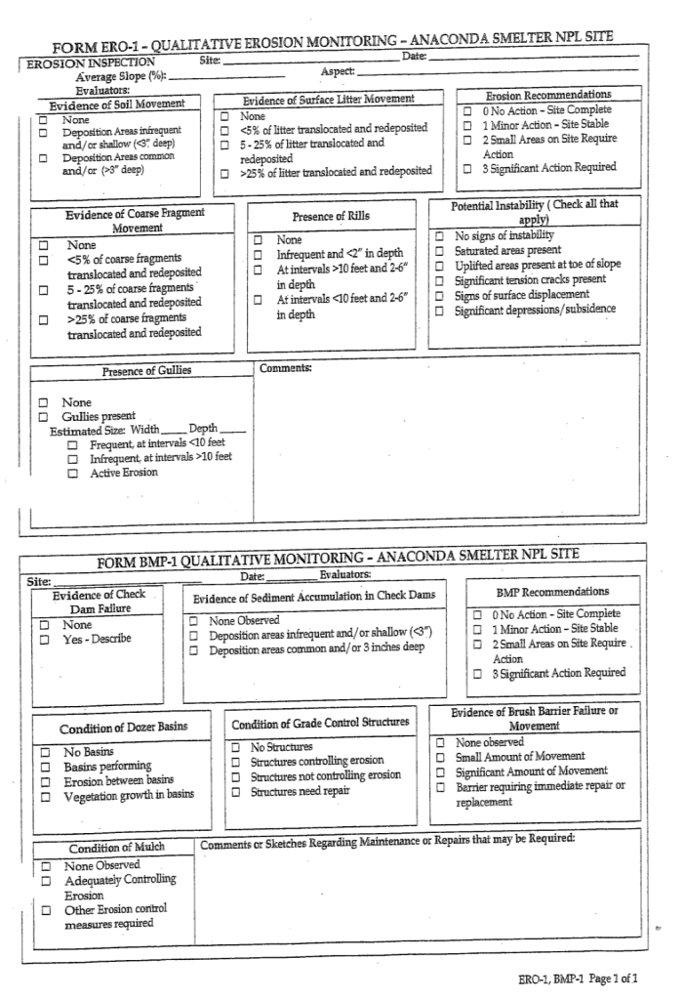 FORM ERO-1 – QUALITATIVE EROSION MONITORING – ANACONDA SMELTER NPL SITE
EROSION INSPECTION Site: Date:
Average Slope (%): Aspect:
Evaluators:
Evidence of Soil Movement
☐ None
☐ Deposition Areas infrequent
and/or shallow (<3" deep)
☐ Deposition Areas common
and/or (>3" deep)
Evidence of Surface Litter Movement
☐ None
☐ <5% of litter translocated and redeposited
☐ 5 - 25% of litter translocated and
redeposited
☐ >25% of litter translocated and redeposited
Erosion Recommendations
☐ 0 No Action – Site Complete
☐ 1 Minor Action – Site Stable
☐ 2 Small Areas on Site Require
Action
☐ 3 Significant Action Required
Evidence of Coarse Fragment
Movement
☐ None
☐ <5% of coarse fragments
translocated and redeposited
☐ 5 - 25% of coarse fragments
translocated and redeposited
☐ >25% of coarse fragments
translocated and redeposited
Presence of Rills
☐ None
☐ Infrequent and <2" in depth
☐ At intervals >10 feet and 2-6"
in depth
☐ At intervals <10 feet and 2-6"
in depth
Potential Instability ( Check all that
apply)
☐ No signs of instability
☐ Saturated areas present
☐ Uplifted areas present at toe of slope
☐ Significant tension cracks present
☐ Signs of surface displacement
☐ Significant depressions/subsidence
Presence of Gullies
☐ None
☐ Gullies present
Estimated Size: Width ____ Depth ____
☐ Frequent, at intervals <10 feet
☐ Infrequent, at intervals >10 feet
☐ Active Erosion
Comments:
FORM BMP-1 QUALITATIVE MONITORING – ANACONDA SMELTER NPL SITE
Site: Date: Evaluators:
Evidence of Check
Dam Failure
☐ None
☐ Yes - Describe
Evidence of Sediment Accumulation in Check Dams
☐ None Observed
☐ Deposition areas infrequent and/or shallow (<3")
☐ Deposition areas common and/or 3 inches deep
BMP Recommendations
☐ 0 No Action – Site Complete
☐ 1 Minor Action – Site Stable
☐ 2 Small Areas on Site Require
Action
☐ 3 Significant Action Required
Condition of Dozer Basins
☐ No Basins
☐ Basins performing
☐ Erosion between basins
☐ Vegetation growth in basins
Condition of Grade Control Structures
☐ No Structures
☐ Structures controlling erosion
☐ Structures not controlling erosion
☐ Structures need repair
Evidence of Brush Barrier Failure or
Movement
☐ None observed
☐ Small Amount of Movement
☐ Significant Amount of Movement
☐ Barrier requiring immediate repair or
replacement
Condition of Mulch
☐ None Observed
☐ Adequately Controlling
Erosion
☐ Other Erosion control
measures required
Comments or Sketches Regarding Maintenance or Repairs that may be Required:
ERO-1, BMP-1 Page 1 of 1